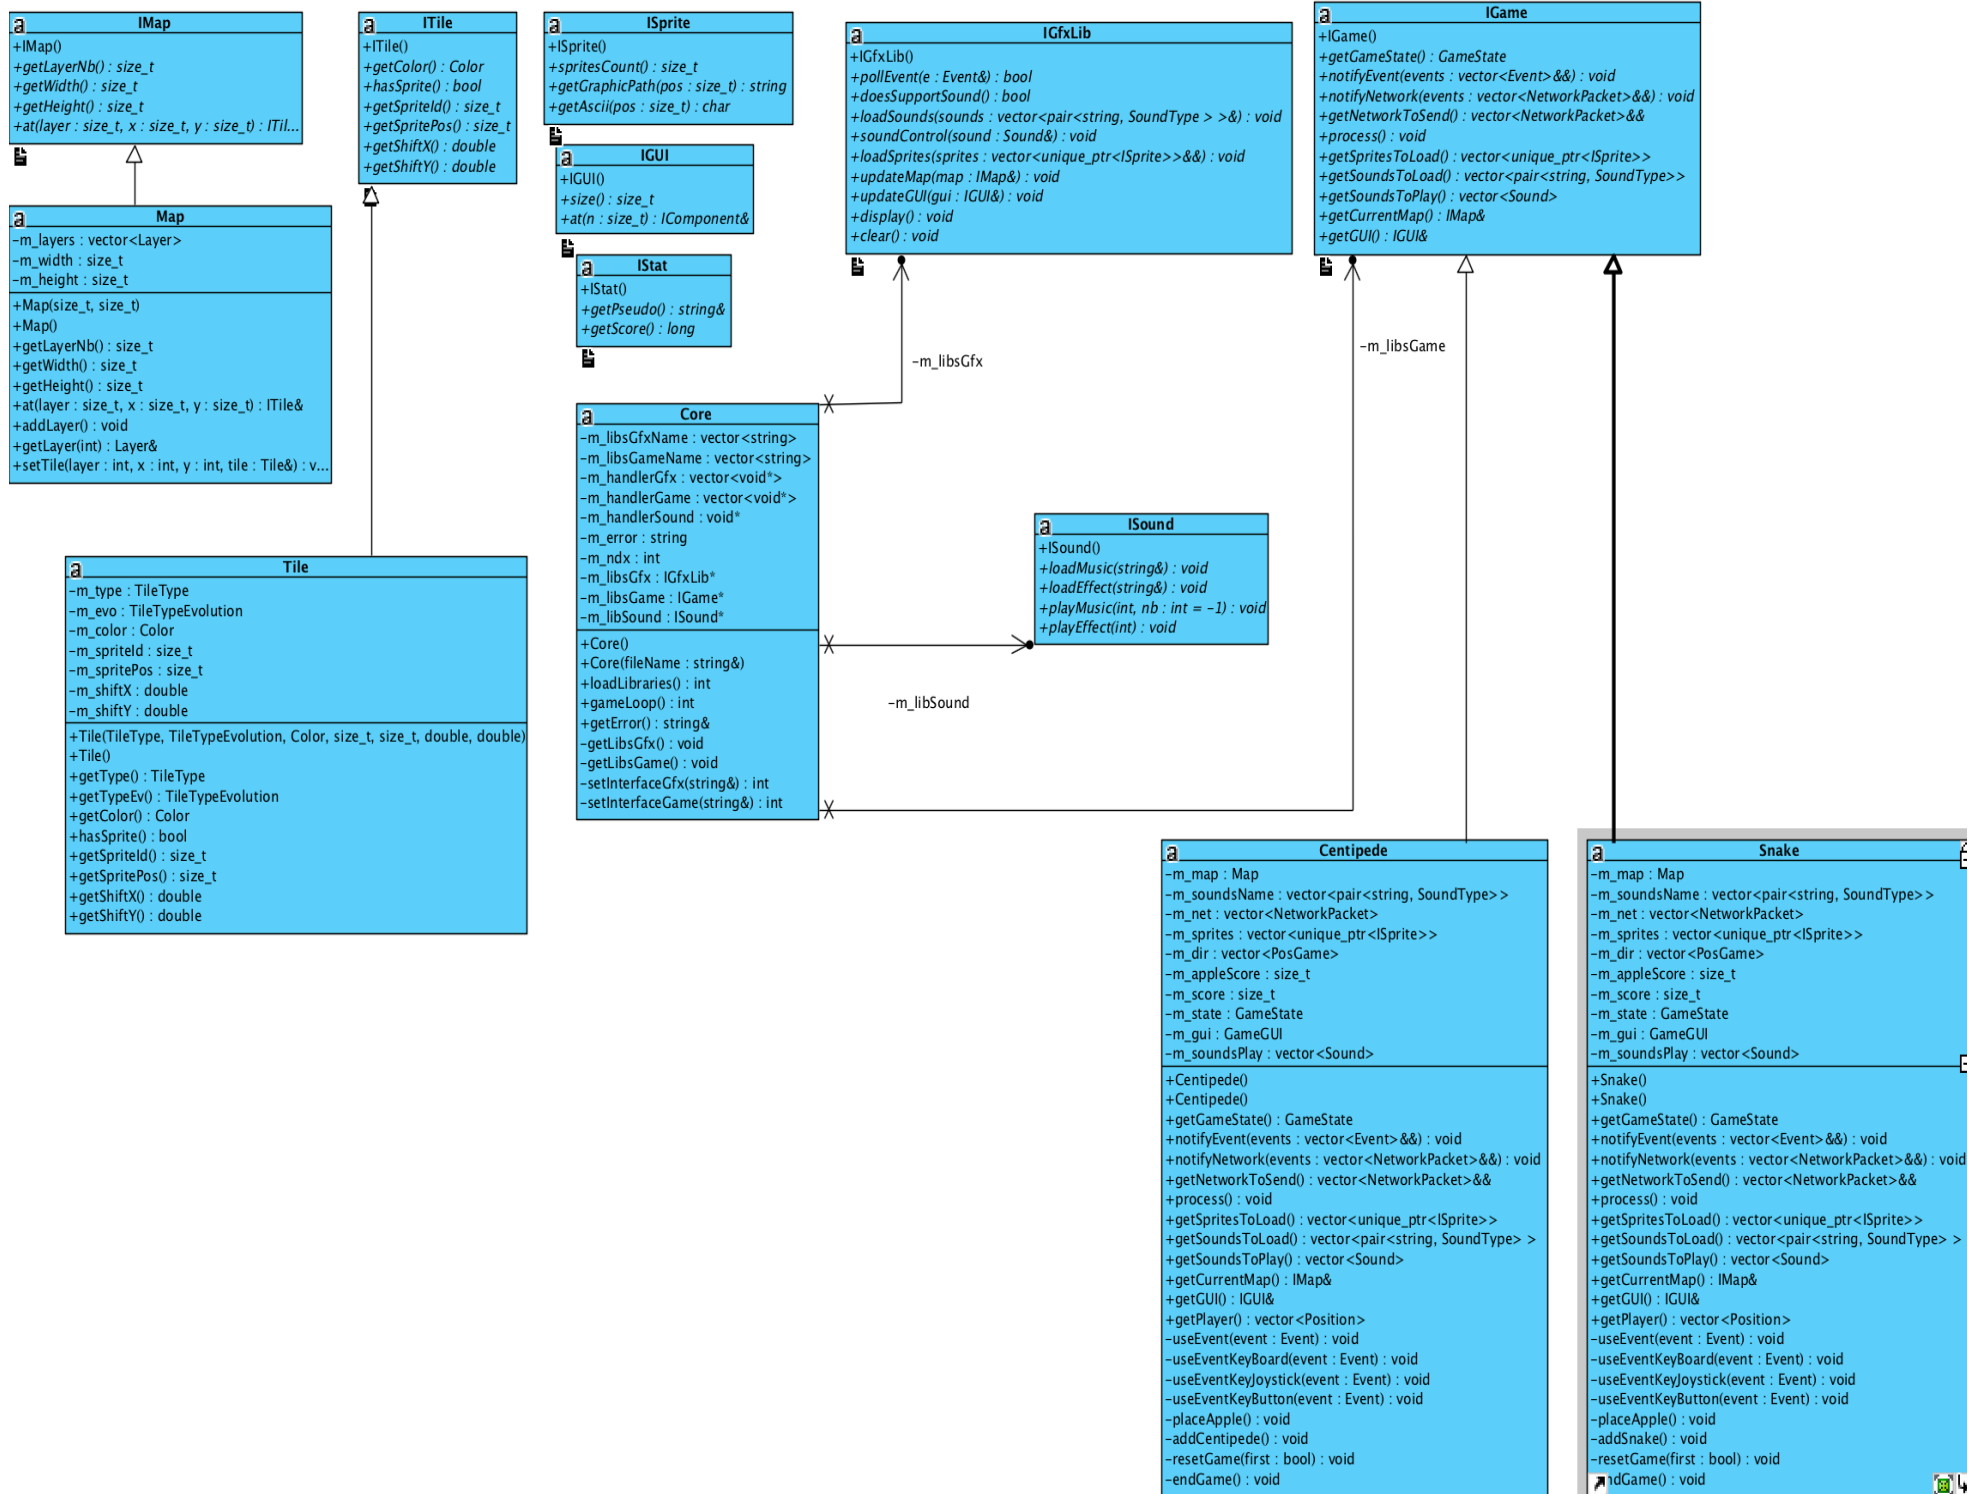 IMap
+IMap()
+getLayerNb() : size_t
+getWidth() : size_t
+getHeight() : size_t
+at(layer : size_t, x : size_t, y : size_t) : ITil...
ITile
+ITile()
+getColor() : Color
+hasSprite() : bool
+getSpriteId() : size_t
+getSpritePos() : size_t
+getShiftX() : double
+getShiftY() : double
ISprite
+ISprite()
+spritesCount() : size_t
+getGraphicPath(pos : size_t) : string
+getAscii(pos : size_t) : char
IGUI
+IGUI()
+size() : size_t
+at(n : size_t) : IComponent&
IStat
+IStat()
+getPseudo() : string&
+getScore() : long
IGfxLib
+IGfxLib()
+pollEvent(e : Event&) : bool
+doesSupportSound() : bool
+loadSounds(sounds : vector<pair<string, SoundType > >&) : void
+soundControl(sound : Sound&) : void
+loadSprites(sprites : vector<unique_ptr<ISprite>>&&) : void
+updateMap(map : IMap&) : void
+updateGUI(gui : IGUI&) : void
+display() : void
+clear() : void
IGame
+IGame()
+getGameState() : GameState
+notifyEvent(events : vector<Event>&&) : void
+notifyNetwork(events : vector<NetworkPacket>&&) : void
+getNetworkToSend() : vector<NetworkPacket>&&
+process() : void
+getSpritesToLoad() : vector<unique_ptr<ISprite>>
+getSoundsToLoad() : vector<pair<string, SoundType>>
+getSoundsToPlay() : vector<Sound>
+getCurrentMap() : IMap&
+getGUI() : IGUI&
Map
-m_layers : vector<Layer>
-m_width : size_t
-m_height : size_t
+Map(size_t, size_t)
+Map()
+getLayerNb() : size_t
+getWidth() : size_t
+getHeight() : size_t
+at(layer : size_t, x : size_t, y : size_t) : ITile&
+addLayer() : void
+getLayer(int) : Layer&
+setTile(layer : int, x : int, y : int, tile : Tile&) : v...
-m_libsGfx
-m_libsGame
Core
-m_libsGfxName : vector<string>
-m_libsGameName : vector<string>
-m_handlerGfx : vector<void*>
-m_handlerGame : vector<void*>
-m_handlerSound : void*
-m_error : string
-m_ndx : int
-m_libsGfx : IGfxLib*
-m_libsGame : IGame*
-m_libSound : ISound*
+Core()
+Core(fileName : string&)
+loadLibraries() : int
+gameLoop() : int
+getError() : string&
-getLibsGfx() : void
-getLibsGame() : void
-setInterfaceGfx(string&) : int
-setInterfaceGame(string&) : int
ISound
+ISound()
+loadMusic(string&) : void
+loadEffect(string&) : void
+playMusic(int, nb : int = -1) : void
+playEffect(int) : void
-m_libSound
Tile
-m_type : TileType
-m_evo : TileTypeEvolution
-m_color : Color
-m_spriteId : size_t
-m_spritePos : size_t
-m_shiftX : double
-m_shiftY : double
+Tile(TileType, TileTypeEvolution, Color, size_t, size_t, double, double)
+Tile()
+getType() : TileType
+getTypeEv() : TileTypeEvolution
+getColor() : Color
+hasSprite() : bool
+getSpriteId() : size_t
+getSpritePos() : size_t
+getShiftX() : double
+getShiftY() : double
Centipede
-m_map : Map
-m_soundsName : vector<pair<string, SoundType>>
-m_net : vector<NetworkPacket>
-m_sprites : vector<unique_ptr<ISprite>>
-m_dir : vector<PosGame>
-m_appleScore : size_t
-m_score : size_t
-m_state : GameState
-m_gui : GameGUI
-m_soundsPlay : vector<Sound>
+Centipede()
+Centipede()
+getGameState() : GameState
+notifyEvent(events : vector<Event>&&) : void
+notifyNetwork(events : vector<NetworkPacket>&&) : void
+getNetworkToSend() : vector<NetworkPacket>&&
+process() : void
+getSpritesToLoad() : vector<unique_ptr<ISprite>>
+getSoundsToLoad() : vector<pair<string, SoundType> >
+getSoundsToPlay() : vector<Sound>
+getCurrentMap() : IMap&
+getGUI() : IGUI&
+getPlayer() : vector<Position>
-useEvent(event : Event) : void
-useEventKeyBoard(event : Event) : void
-useEventKeyJoystick(event : Event) : void
-useEventKeyButton(event : Event) : void
-placeApple() : void
-addCentipede() : void
-resetGame(first : bool) : void
-endGame() : void
Snake
-m_map : Map
-m_soundsName : vector<pair<string, SoundType>>
-m_net : vector<NetworkPacket>
-m_sprites : vector<unique_ptr<ISprite>>
-m_dir : vector<PosGame>
-m_appleScore : size_t
-m_score : size_t
-m_state : GameState
-m_gui : GameGUI
-m_soundsPlay : vector<Sound>
+Snake()
+Snake()
+getGameState() : GameState
+notifyEvent(events : vector<Event>&&) : void
+notifyNetwork(events : vector<NetworkPacket>&&) : void
+getNetworkToSend() : vector<NetworkPacket>&&
+process() : void
+getSpritesToLoad() : vector<unique_ptr<ISprite>>
+getSoundsToLoad() : vector<pair<string, SoundType> >
+getSoundsToPlay() : vector<Sound>
+getCurrentMap() : IMap&
+getGUI() : IGUI&
+getPlayer() : vector<Position>
-useEvent(event : Event) : void
-useEventKeyBoard(event : Event) : void
-useEventKeyJoystick(event : Event) : void
-useEventKeyButton(event : Event) : void
-placeApple() : void
-addSnake() : void
-resetGame(first : bool) : void
ndGame() : void